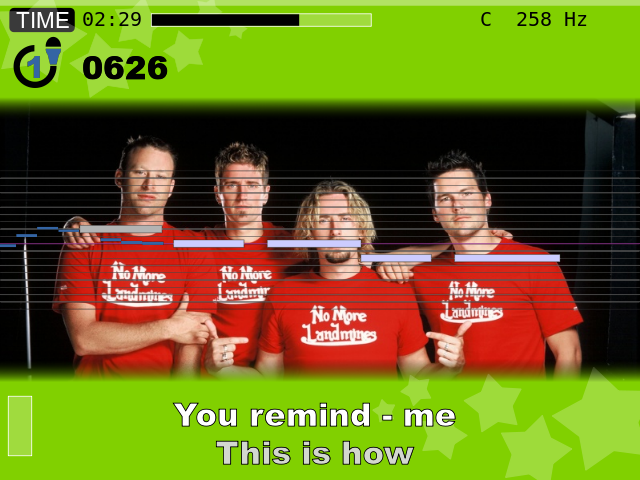 TIME 02:29 C 258 Hz
1 0626
No More
Landmines
No More
Landmin
No More
Landmines
No More
Landmines
You remind - me
This is how